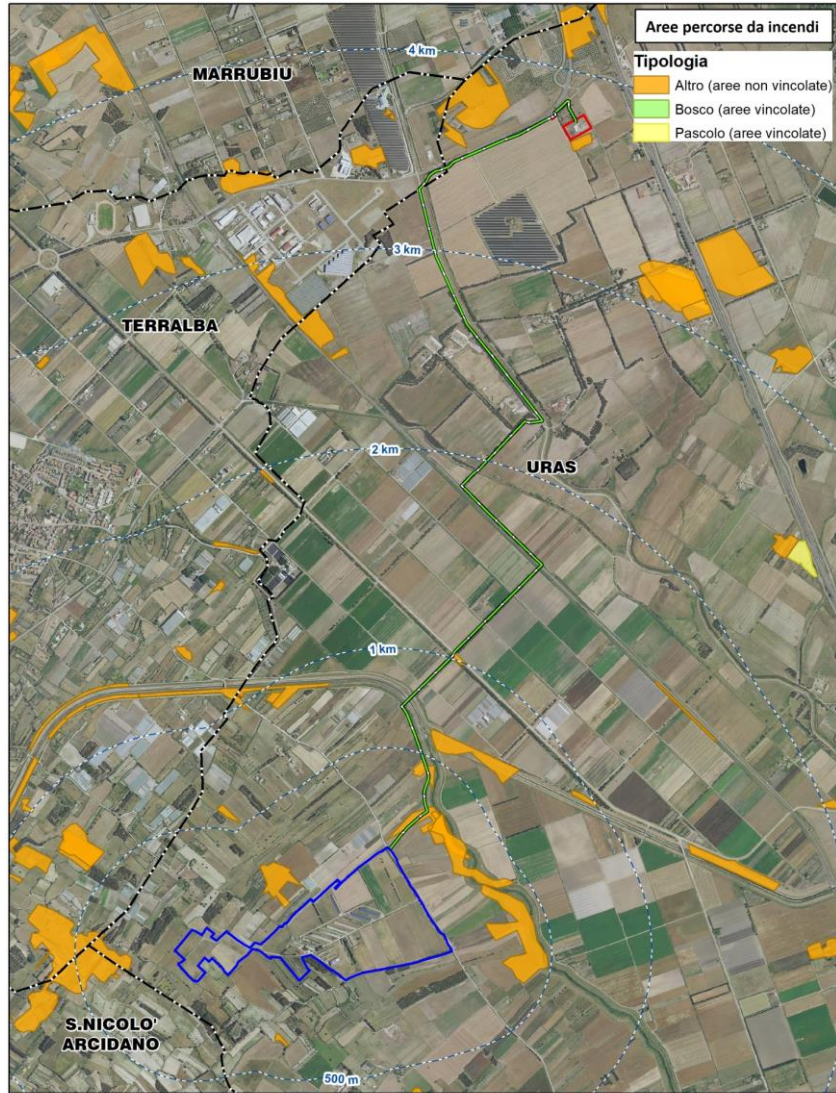 Aree percorse da incendi
Tipologia
Altro (aree non vincolate)
Bosco (aree vincolate)
Pascolo (aree vincolate)
4 km
MARRUBIU
3 km
TERRALBA
2 km
URAS
1 km
S.NICOLO'
ARCIDANO
500 m